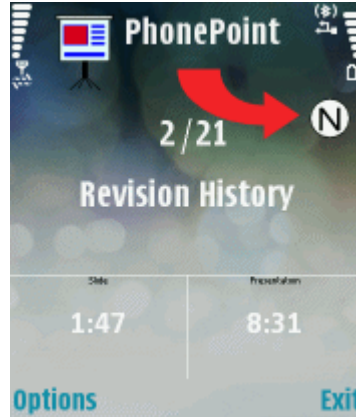 PhonePoint
N
2/21
Revision History
Slide
Presentation
1:47
8:31
Options
Exit